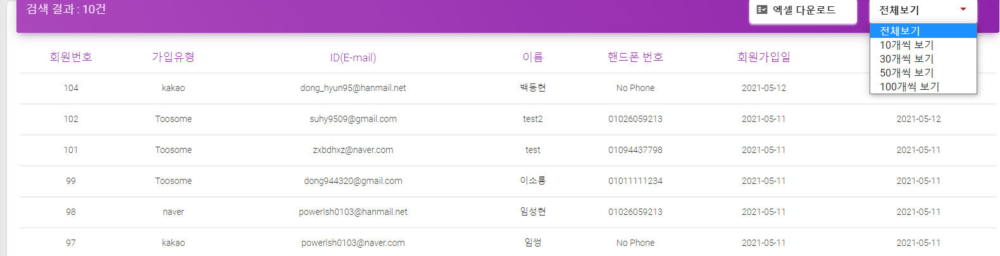 검색 결과 : 10건
엑셀 다운로드
전체보기
전체보기
10개씩 보기
30개씩 보기
50개씩 보기
100개씩 보기
회원번호 가입유형 ID(E-mail) 이름 핸드폰 번호 회원가입일
104 kakao dong_hyun95@hanmail.net 백동현 No Phone 2021-05-12
102 Toosome suhy9509@gmail.com test2 01026059213 2021-05-11 2021-05-12
101 Toosome zxbdhxz@naver.com test 01094437798 2021-05-11 2021-05-11
99 Toosome dong944320@gmail.com 이소룡 01011111234 2021-05-11 2021-05-11
98 naver powerlsh0103@hanmail.net 임성현 01026059213 2021-05-11 2021-05-11
97 kakao powerlsh0103@naver.com 임썽 No Phone 2021-05-11 2021-05-11